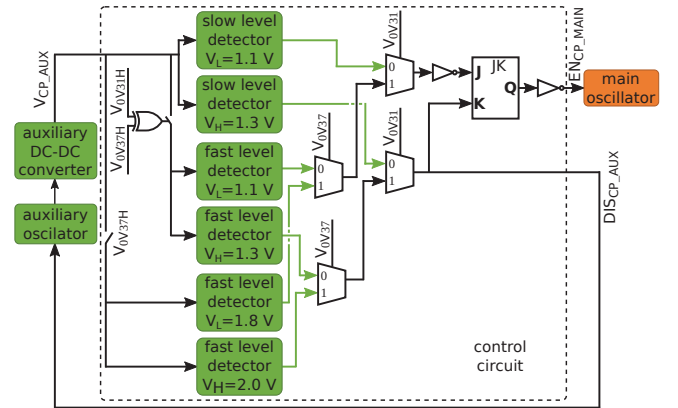 slow level
detector
V_L=1.1 V
slow level
detector
V_H=1.3 V
fast level
detector
V_L=1.1 V
fast level
detector
V_H=1.3 V
fast level
detector
V_L=1.8 V
fast level
detector
VH=2.0 V
V_CP_AUX
auxiliary
DC-DC
converter
auxiliary
oscilator
V_0V31H
V_0V37H
V_0V37H
V_0V31
0
1
V_0V37
0
1
V_0V31
0
1
V_0V37
0
1
JK
J
Q
K
EN_CP_MAIN
main
oscillator
DIS_CP_AUX
control
circuit